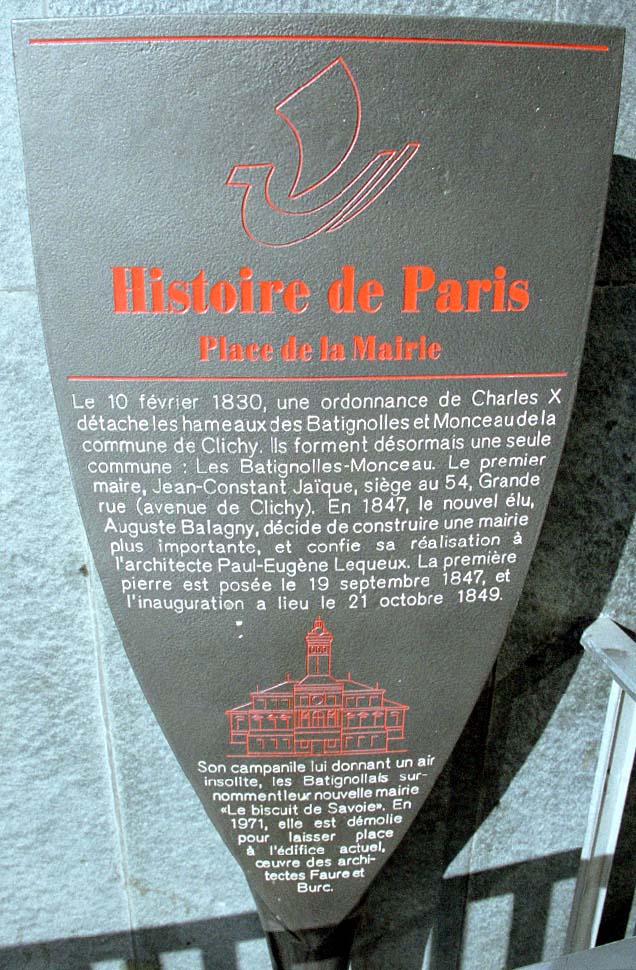 Histoire de Paris
Place de la Mairie
Le 10 février 1830, une ordonnance de Charles X
détache les hameaux des Batignolles et Monceau de la
commune de Clichy. Ils forment désormais une seule
commune : Les Batignolles-Monceau. Le premier
maire, Jean-Constant Jaïque, siège au 54, Grande
rue (avenue de Clichy). En 1847, le nouvel élu,
Auguste Balagny, décide de construire une mairie
plus importante, et confie sa réalisation à
l'architecte Paul-Eugène Lequeux. La première
pierre est posée le 19 septembre 1847, et
l'inauguration a lieu le 21 octobre 1849.
Son campanile lui donnant un air
insolite, les Batignollais sur-
nomment leur nouvelle mairie
«Le biscuit de Savoie». En
1971, elle est démolie
pour laisser place
à l'édifice actuel,
œuvre des archi-
tectes Faure et
Burc.